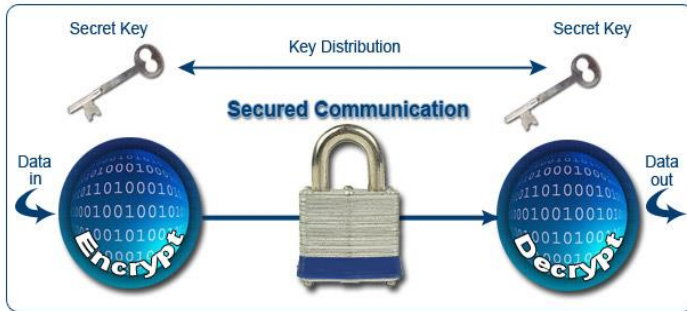 Secret Key
Key Distribution
Secret Key
Secured Communication
Data
in
Encrypt
Decrypt
Data
out